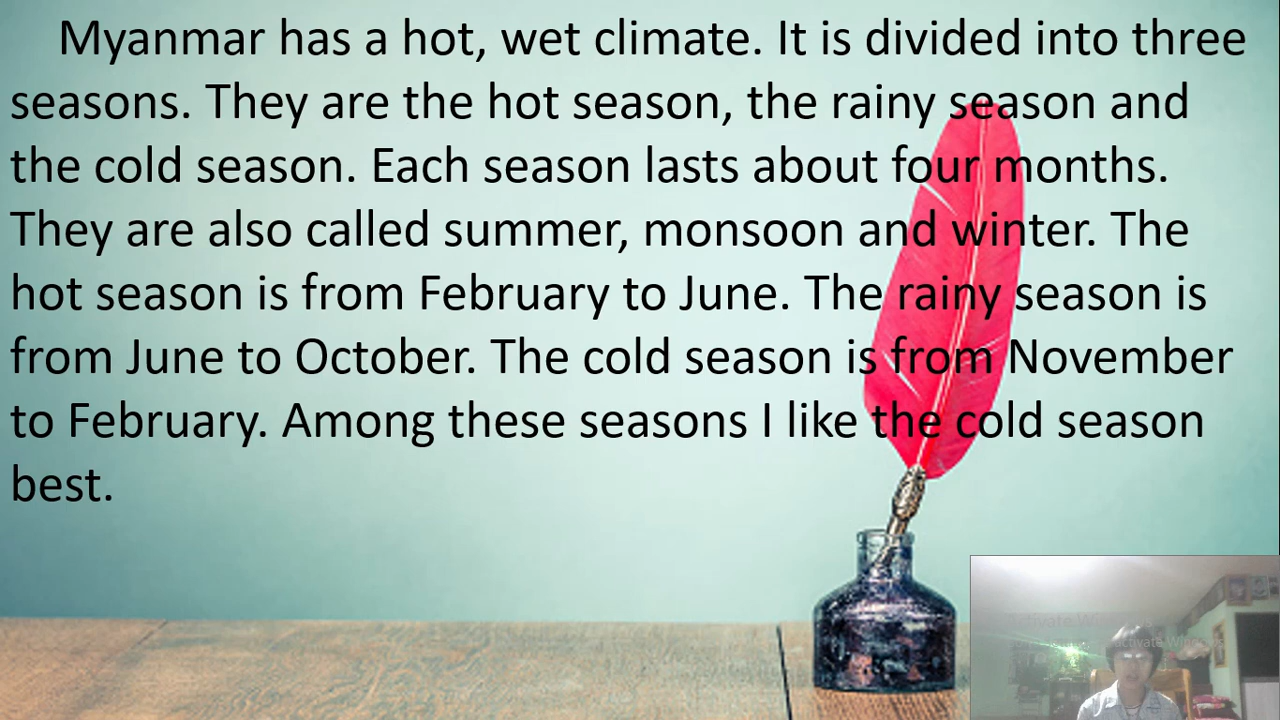 Myanmar has a hot, wet climate. It is divided into three
seasons. They are the hot season, the rainy season and
the cold season. Each season lasts about four months.
They are also called summer, monsoon and winter. The
hot season is from February to June. The rainy season is
from June to October. The cold season is from November
to February. Among these seasons I like the cold season
best.